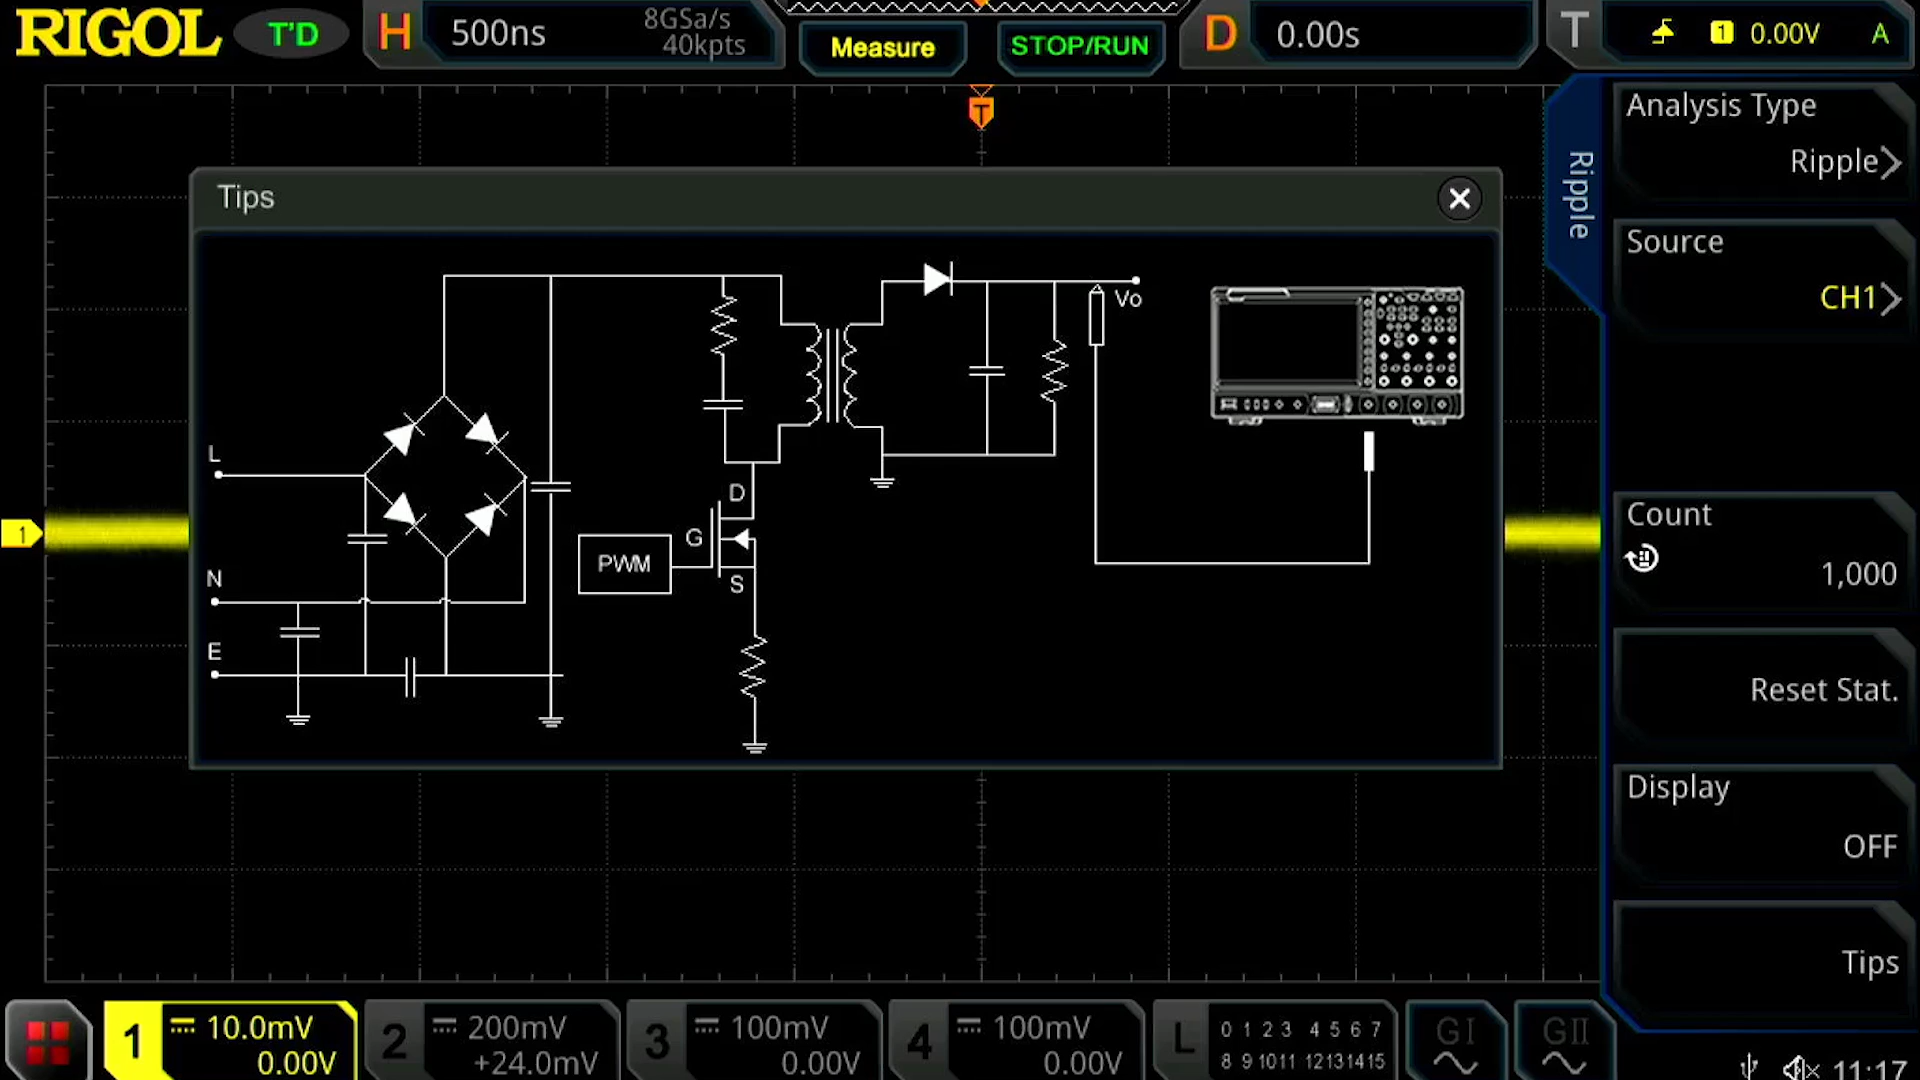 RIGOL T'D H 500ns 8GSa/s 40kpts Measure STOP/RUN D 0.00s T 1 0.00V A
T
Ripple
Analysis Type
Ripple
Source
CH1
Count
1,000
Reset Stat.
Display
OFF
Tips
Tips
Vo
L
N
E
PWM
G
D
S
1
1 10.0mV
0.00V
2 200mV
+24.0mV
3 100mV
0.00V
4 100mV
0.00V
L 0 1 2 3 4 5 6 7
8 9 10 11 12 13 14 15
GI
GII
11:17